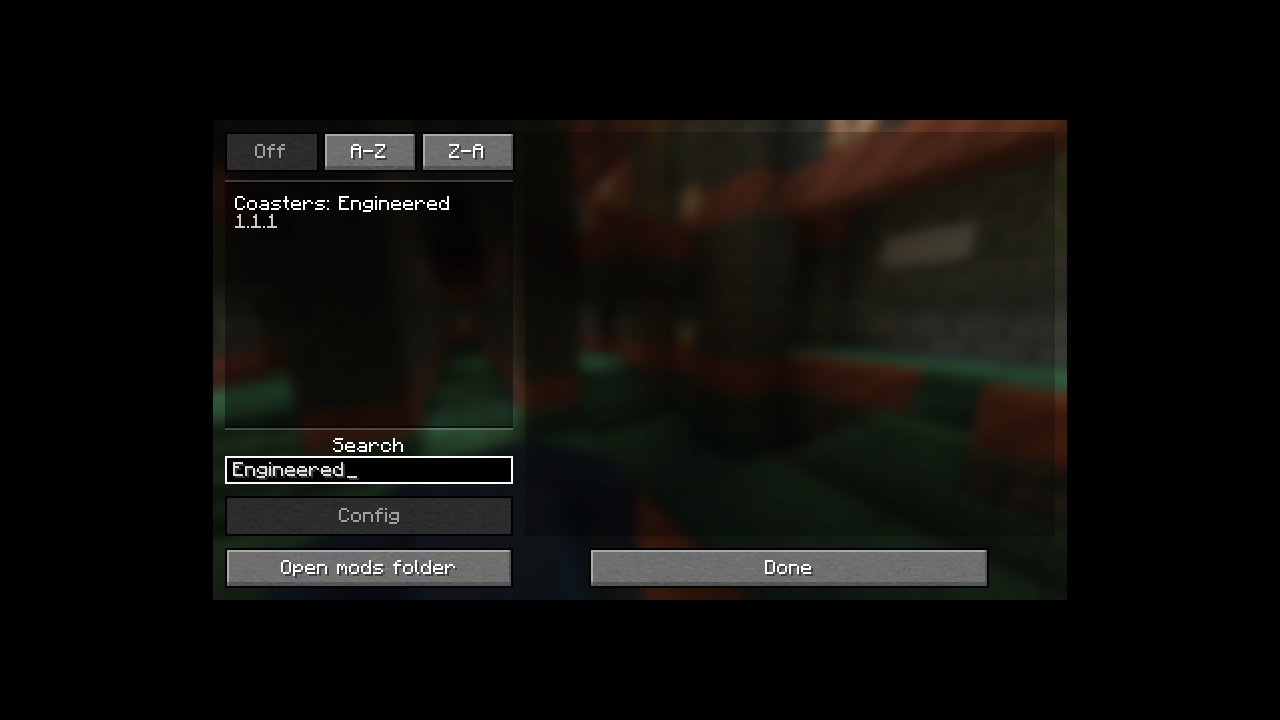 Off
A-Z
Z-A
Coasters: Engineered
1.1.1
Search
Engineered_
Config
Open mods folder
Done